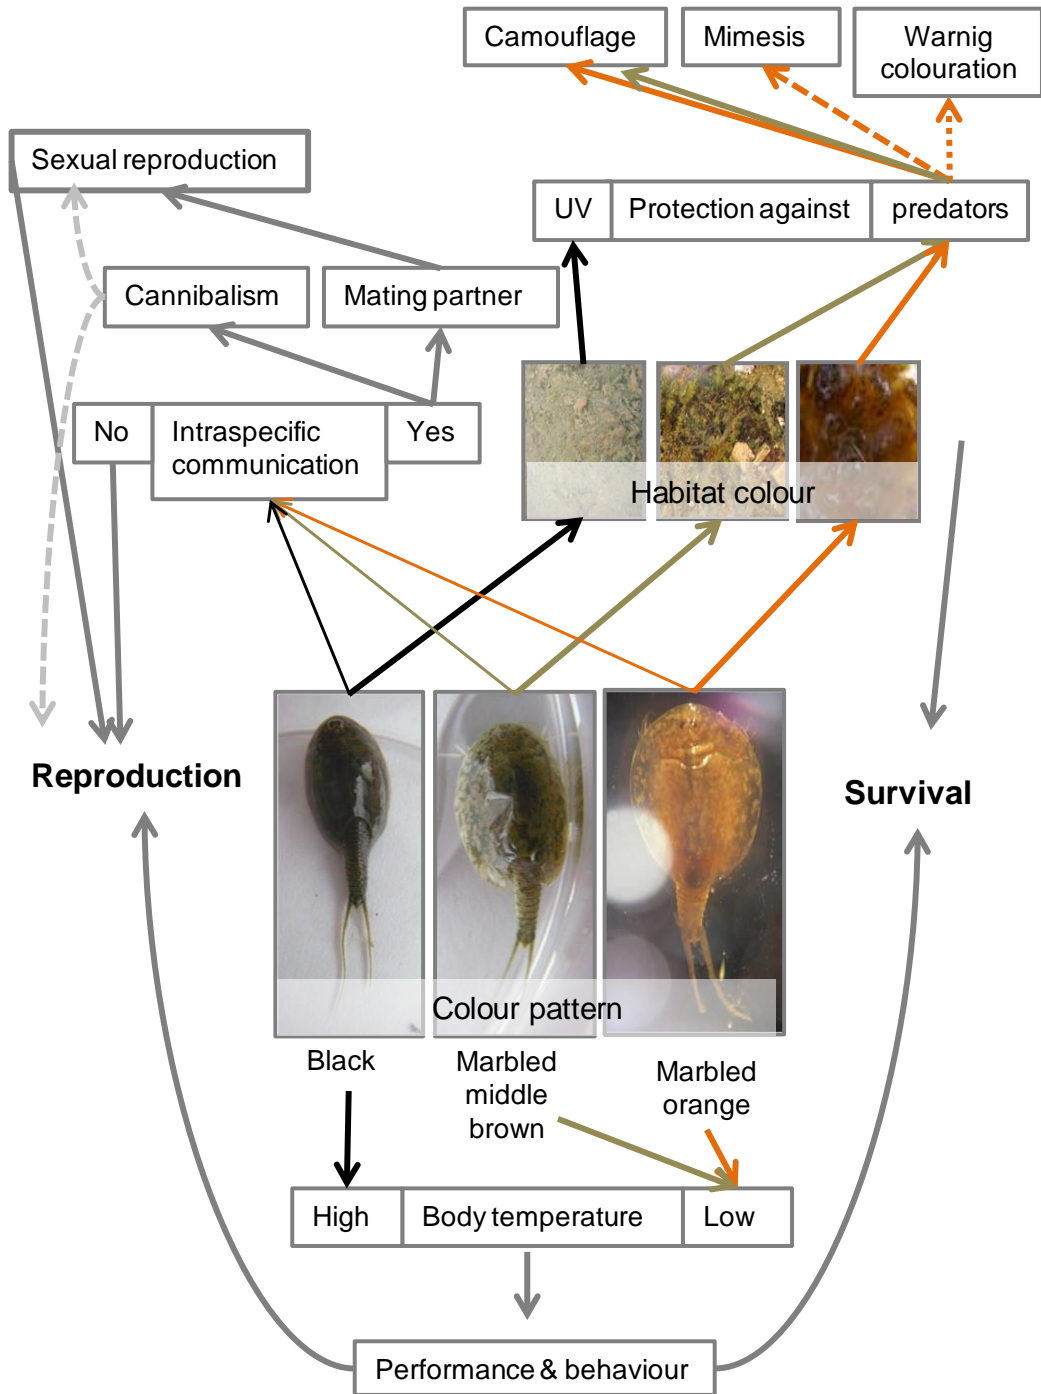 Camouflage
Mimesis
Warnig
colouration
Sexual reproduction
UV
Protection against
predators
Cannibalism
Mating partner
No
Intraspecific
communication
Yes
Habitat colour
Reproduction
Survival
Colour pattern
Black
Marbled
middle
brown
Marbled
orange
High
Body temperature
Low
Performance & behaviour